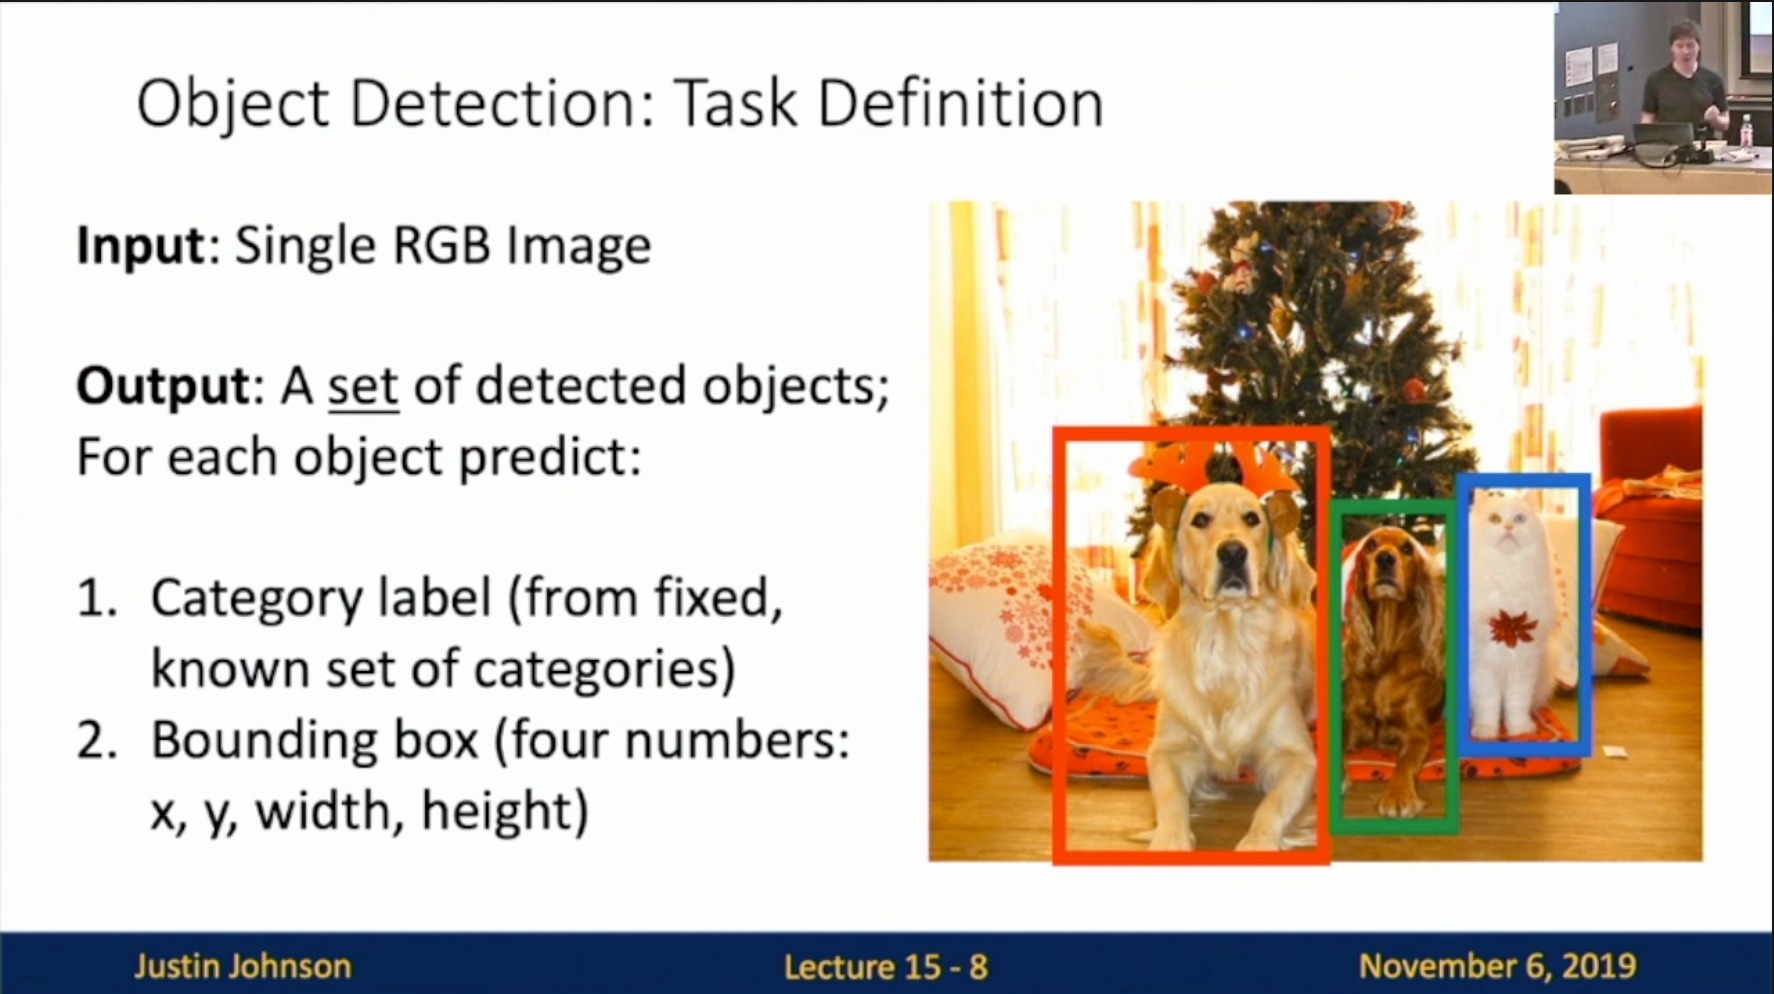 Object Detection: Task Definition
Input: Single RGB Image
Output: A set of detected objects;
For each object predict:
1. Category label (from fixed,
known set of categories)
2. Bounding box (four numbers:
x, y, width, height)
Justin Johnson
Lecture 15 - 8
November 6, 2019